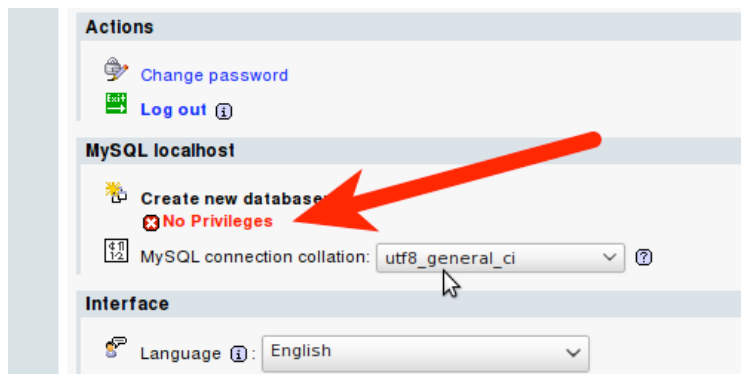 Actions
Change password
Exit
Log out
MySQL localhost
Create new database
No Privileges
MySQL connection collation: utf8_general_ci
Interface
Language : English